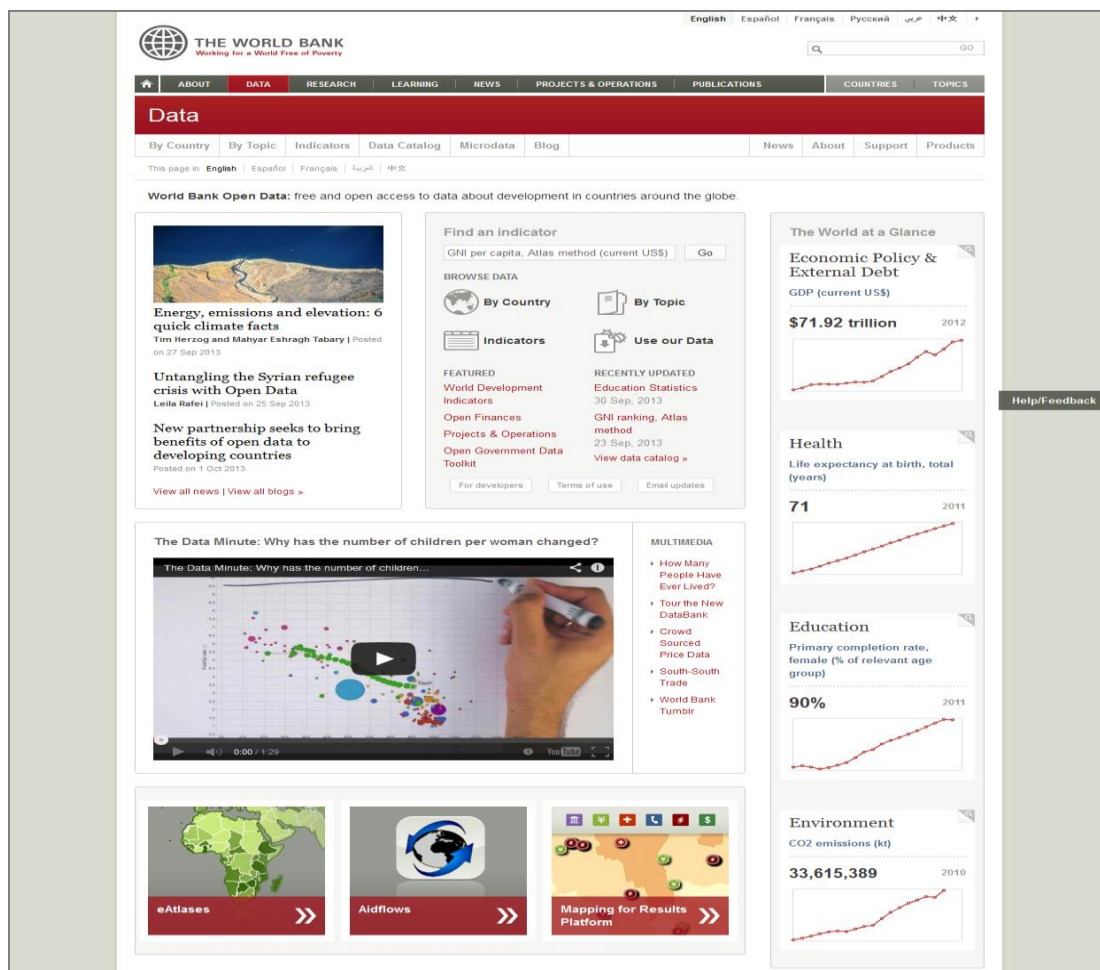 English Español Français Русский عربي 中文
THE WORLD BANK
Working for a World Free of Poverty
GO
ABOUT DATA RESEARCH LEARNING NEWS PROJECTS & OPERATIONS PUBLICATIONS COUNTRIES TOPICS
Data
By Country By Topic Indicators Data Catalog Microdata Blog News About Support Products
This page in English Español Français العربية 中文
World Bank Open Data: free and open access to data about development in countries around the globe.
Energy, emissions and elevation: 6
quick climate facts
Tim Herzog and Mahyar Eshragh Tabary | Posted
on 27 Sep 2013
Untangling the Syrian refugee
crisis with Open Data
Leila Rafei | Posted on 25 Sep 2013
New partnership seeks to bring
benefits of open data to
developing countries
Posted on 1 Oct 2013
View all news | View all blogs »
Find an indicator
GNI per capita, Atlas method (current US$) Go
BROWSE DATA
By Country By Topic
Indicators Use our Data
FEATURED
World Development
Indicators
Open Finances
Projects & Operations
Open Government Data
Toolkit
RECENTLY UPDATED
Education Statistics
30 Sep, 2013
GNI ranking, Atlas
method
23 Sep, 2013
View data catalog »
For developers Terms of use Email updates
The World at a Glance
Economic Policy &
External Debt
GDP (current US$)
$71.92 trillion 2012
Help/Feedback
Health
Life expectancy at birth, total
(years)
71 2011
Education
Primary completion rate,
female (% of relevant age
group)
90% 2011
Environment
CO2 emissions (kt)
33,615,389 2010
The Data Minute: Why has the number of children per woman changed?
The Data Minute: Why has the number of children...
0:00 / 1:29 YouTube
MULTIMEDIA
How Many
People Have
Ever Lived?
Tour the New
DataBank
Crowd
Sourced
Price Data
South-South
Trade
World Bank
Tumblr
eAtlases
Aidflows
Mapping for Results
Platform